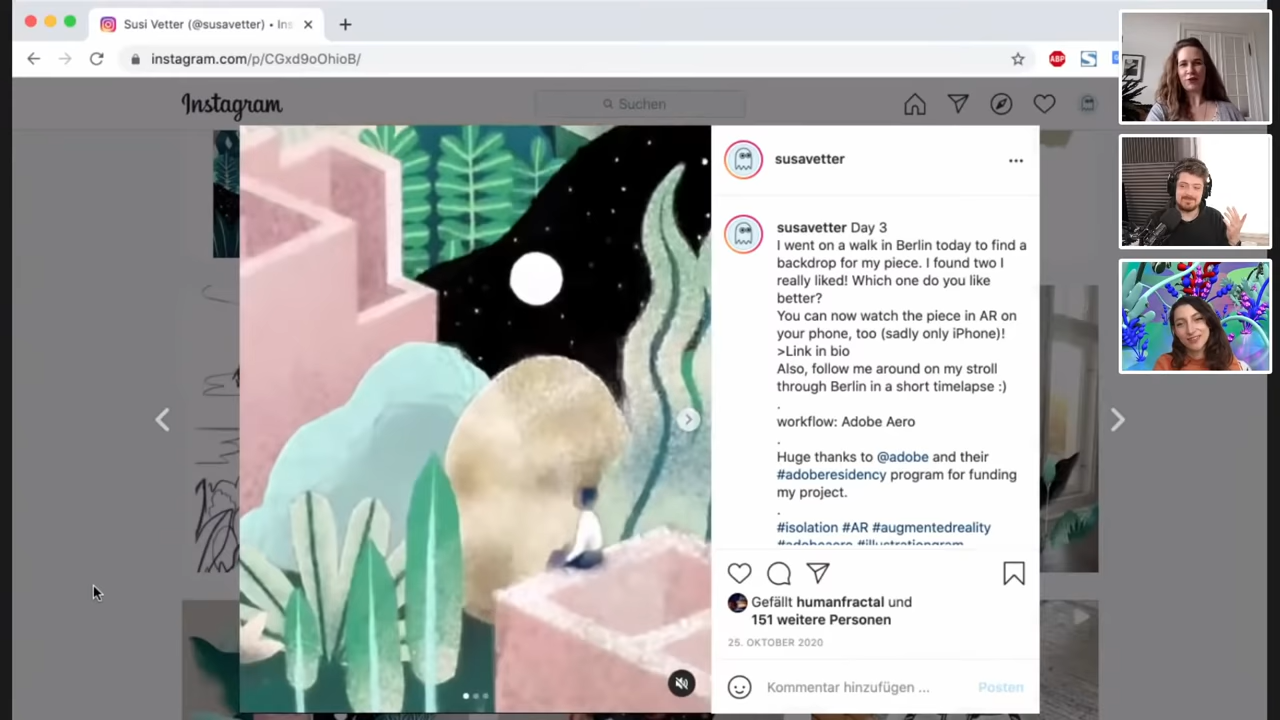 Susi Vetter (@susavetter) • Ins
instagram.com/p/CGxd9oOhioB/
ABP
Instagram
Suchen
susavetter
susavetter Day 3
I went on a walk in Berlin today to find a
backdrop for my piece. I found two I
really liked! Which one do you like
better?
You can now watch the piece in AR on
your phone, too (sadly only iPhone)!
>Link in bio
Also, follow me around on my stroll
through Berlin in a short timelapse :)
.
workflow: Adobe Aero
.
Huge thanks to @adobe and their
#adoberesidency program for funding
my project.
.
#isolation #AR #augmentedreality
#adobeaero #illustrationgram
Gefällt humanfractal und
151 weitere Personen
25. OKTOBER 2020
Kommentar hinzufügen ...
Posten